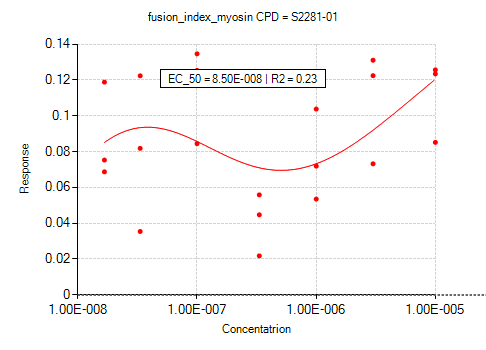 fusion_index_myosin CPD = S2281-01
0.14
EC_50 = 8.50E-008 | R2 = 0.23
0.12
0.1
0.08
0.06
0.04
0.02
0
Response
1.00E-008 1.00E-007 1.00E-006 1.00E-005
Concentatrion